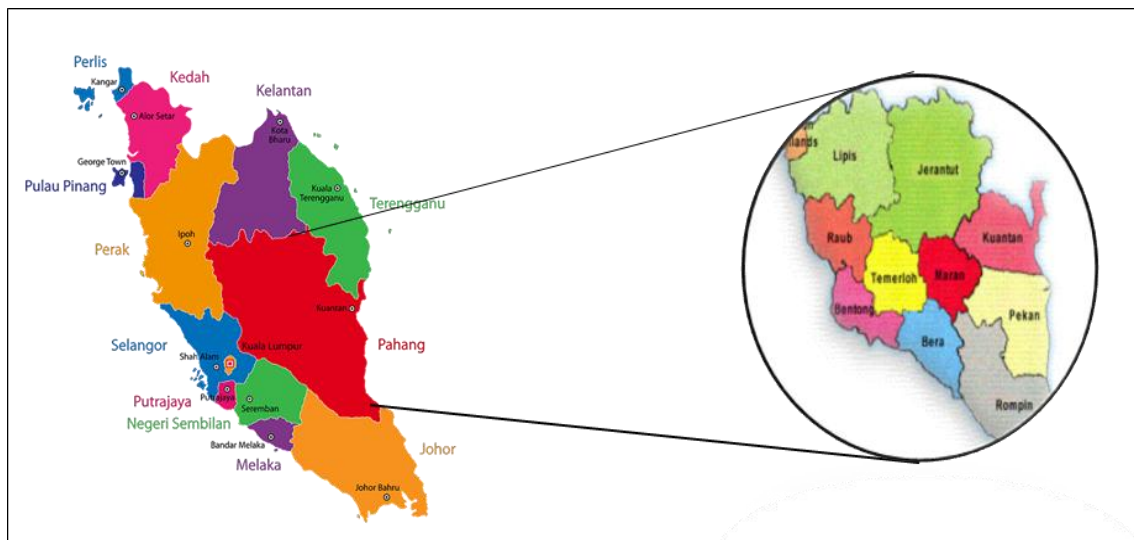 Perlis
Kangar
Kedah
Alor Setar
Kelantan
Kota
Bharu
George Town
Pulau Pinang
Kuala
Terengganu
Terengganu
Ipoh
Perak
Kuantan
Pahang
Selangor
Kuala Lumpur
Shah Alam
Putrajaya
Putrajaya
Seremban
Negeri Sembilan
Bandar Melaka
Melaka
Johor
Johor Bahru
lands
Lipis
Jerantut
Raub
Kuantan
Temerloh
Maran
Bentong
Pekan
Bera
Rompin